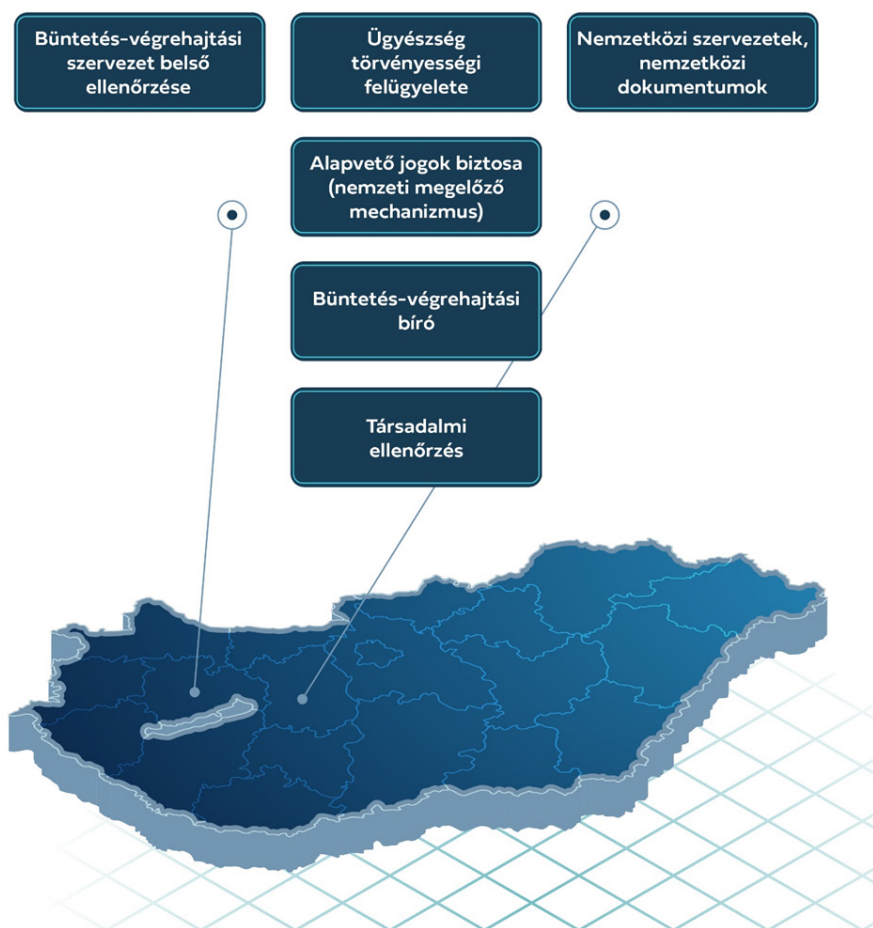 Büntetés-végrehajtási
szervezet belső
ellenőrzése
Ügyészség
törvényességi
felügyelete
Nemzetközi szervezetek,
nemzetközi
dokumentumok
Alapvető jogok biztosa
(nemzeti megelőző
mechanizmus)
Büntetés-végrehajtási
bíró
Társadalmi
ellenőrzés